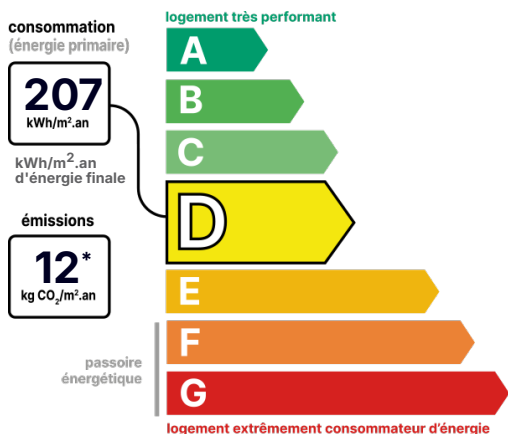 logement très performant
consommation
(énergie primaire)
207
kWh/m².an
kWh/m².an
d'énergie finale
émissions
12*
kg CO₂/m².an
passoire
énergétique
A
B
C
D
E
F
G
logement extrêmement consommateur d'énergie